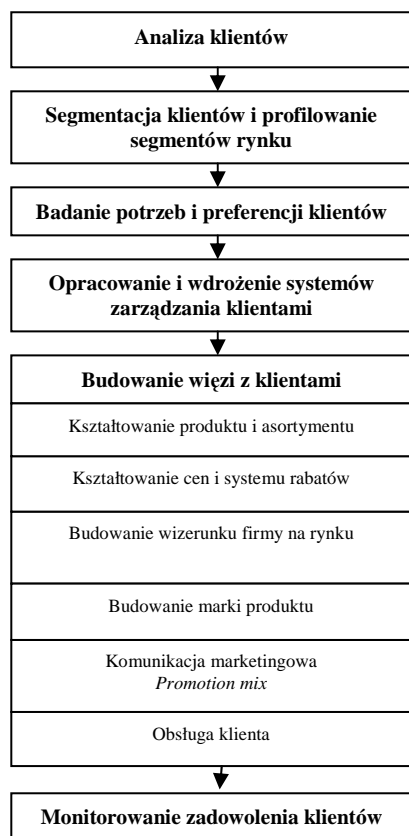 Analiza klientów
Segmentacja klientów i profilowanie
segmentów rynku
Badanie potrzeb i preferencji klientów
Opracowanie i wdrożenie systemów
zarządzania klientami
Budowanie więzi z klientami
Kształtowanie produktu i asortymentu
Kształtowanie cen i systemu rabatów
Budowanie wizerunku firmy na rynku
Budowanie marki produktu
Komunikacja marketingowa
Promotion mix
Obsługa klienta
Monitorowanie zadowolenia klientów